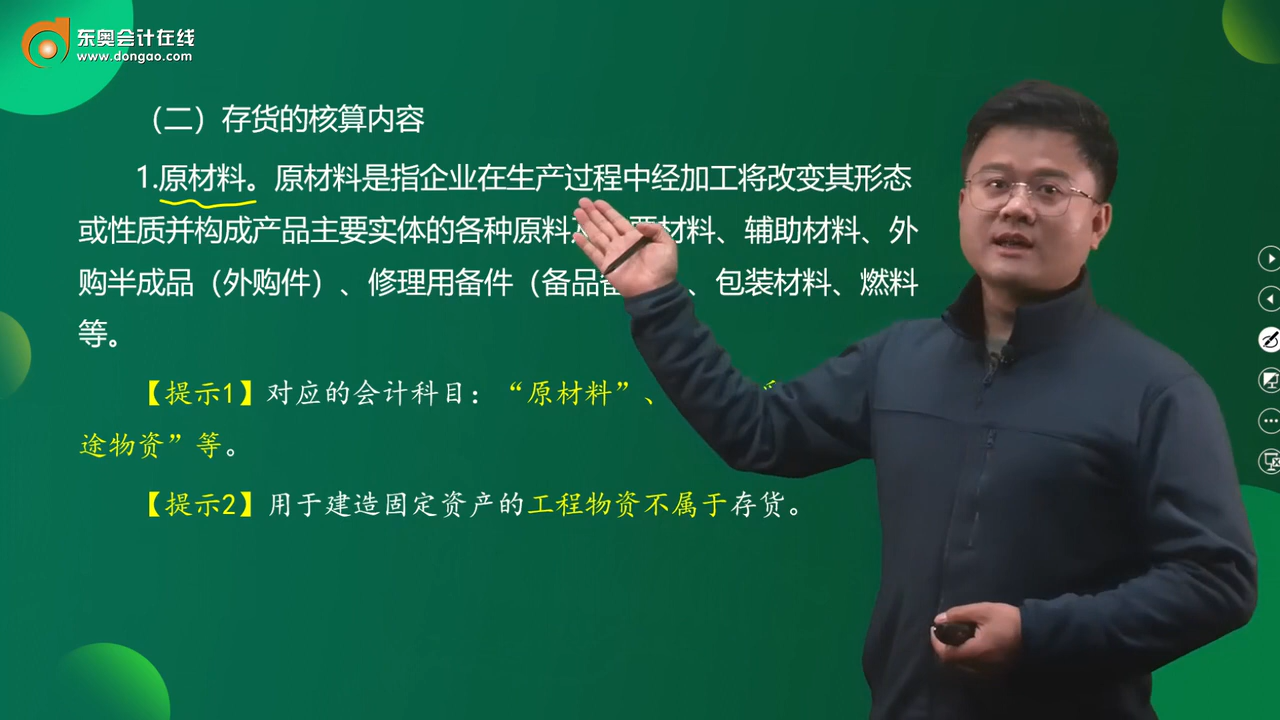 东奥会计在线
www.dongao.com
（二）存货的核算内容
1.原材料。原材料是指企业在生产过程中经加工将改变其形态
或性质并构成产品主要实体的各种原料 要材料、辅助材料、外
购半成品（外购件）、修理用备件（备品 、包装材料、燃料
等。
【提示1】对应的会计科目：“原材料”、
途物资”等。
【提示2】用于建造固定资产的工程物资不属于存货。